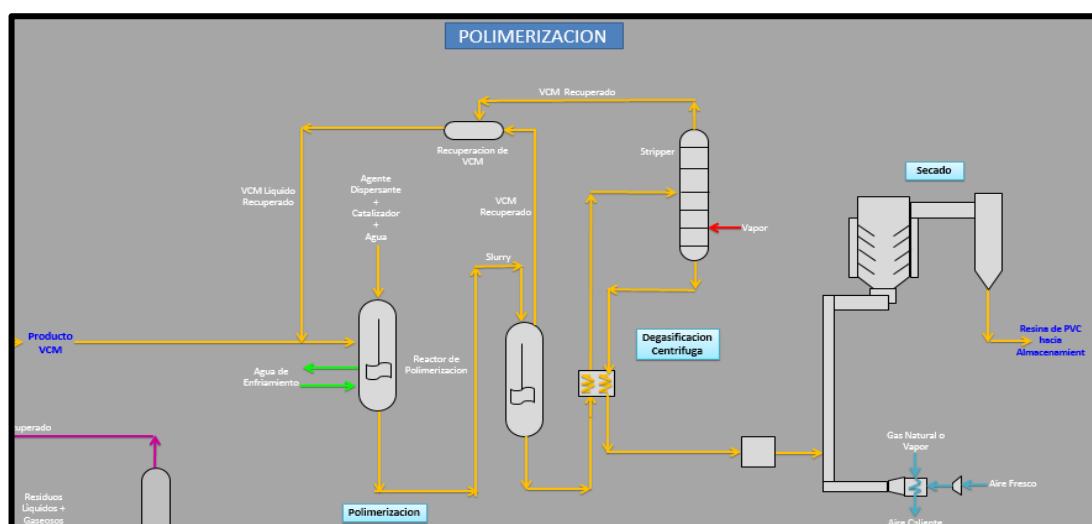 POLIMERIZACION
VCM Recuperado
Recuperacion de
VCM
Stripper
Secado
VCM Liquido
Recuperado
Agente
Dispersante
+
Catalizador
+
Agua
VCM
Recuperado
Vapor
Slurry
Producto
VCM
Reactor de
Polimerizacion
Degasificacion
Centrifuga
Resina de PVC
hacia
Almacenamient
Agua de
Enfriamiento
uperado
Gas Natural o
Vapor
Aire Fresco
Residuos
Liquidos +
Gaseosos
Polimerizacion
Aire Caliente